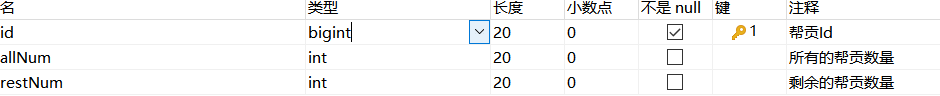 名 类型 长度 小数点 不是 null 键 注释
id bigint 20 0 1 帮贡Id
allNum int 20 0 所有的帮贡数量
restNum int 20 0 剩余的帮贡数量